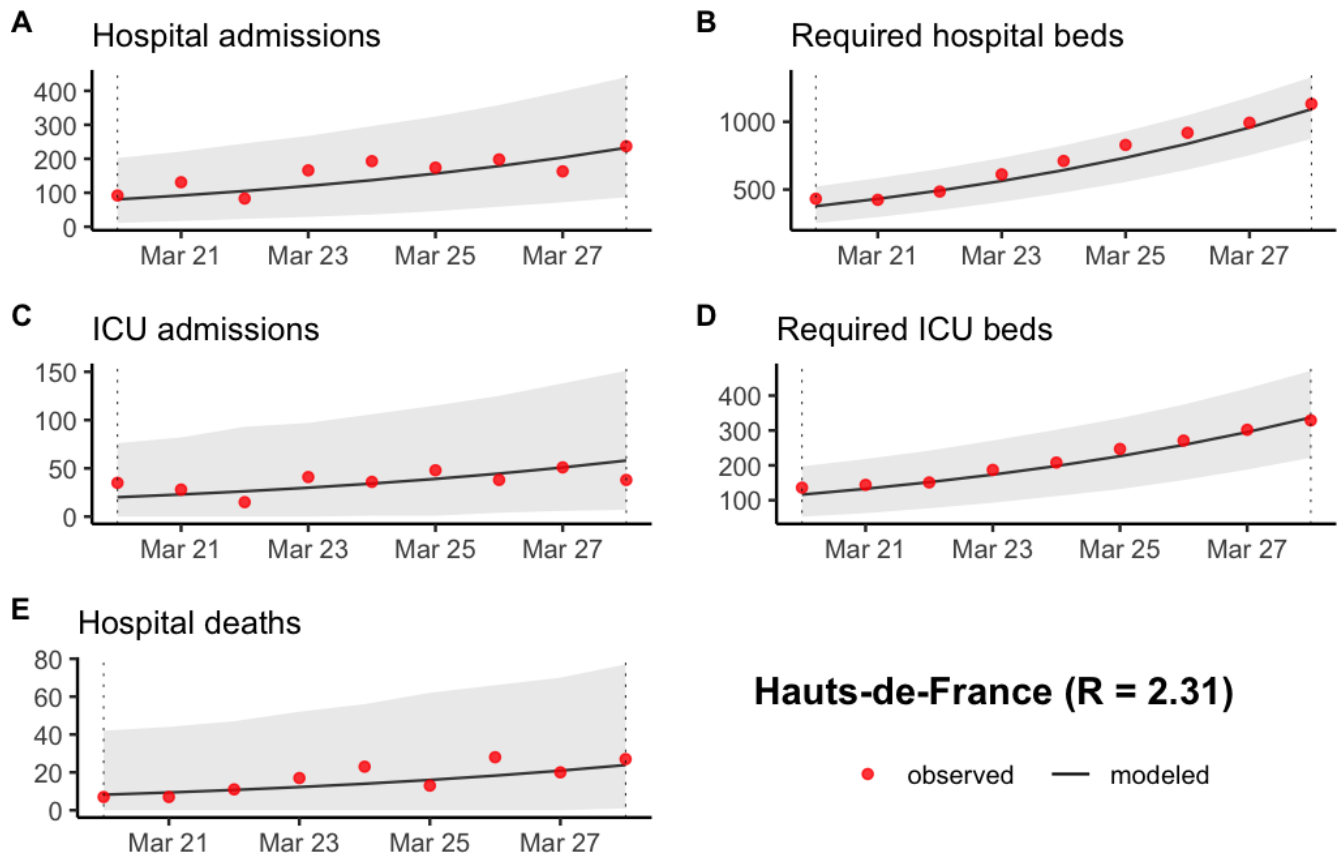 A
Hospital admissions
400
300
200
100
0
Mar 21 Mar 23 Mar 25 Mar 27
B
Required hospital beds
1000
500
Mar 21 Mar 23 Mar 25 Mar 27
C
ICU admissions
150
100
50
0
Mar 21 Mar 23 Mar 25 Mar 27
D
Required ICU beds
400
300
200
100
Mar 21 Mar 23 Mar 25 Mar 27
E
Hospital deaths
80
60
40
20
0
Mar 21 Mar 23 Mar 25 Mar 27
Hauts-de-France (R = 2.31)
observed modeled